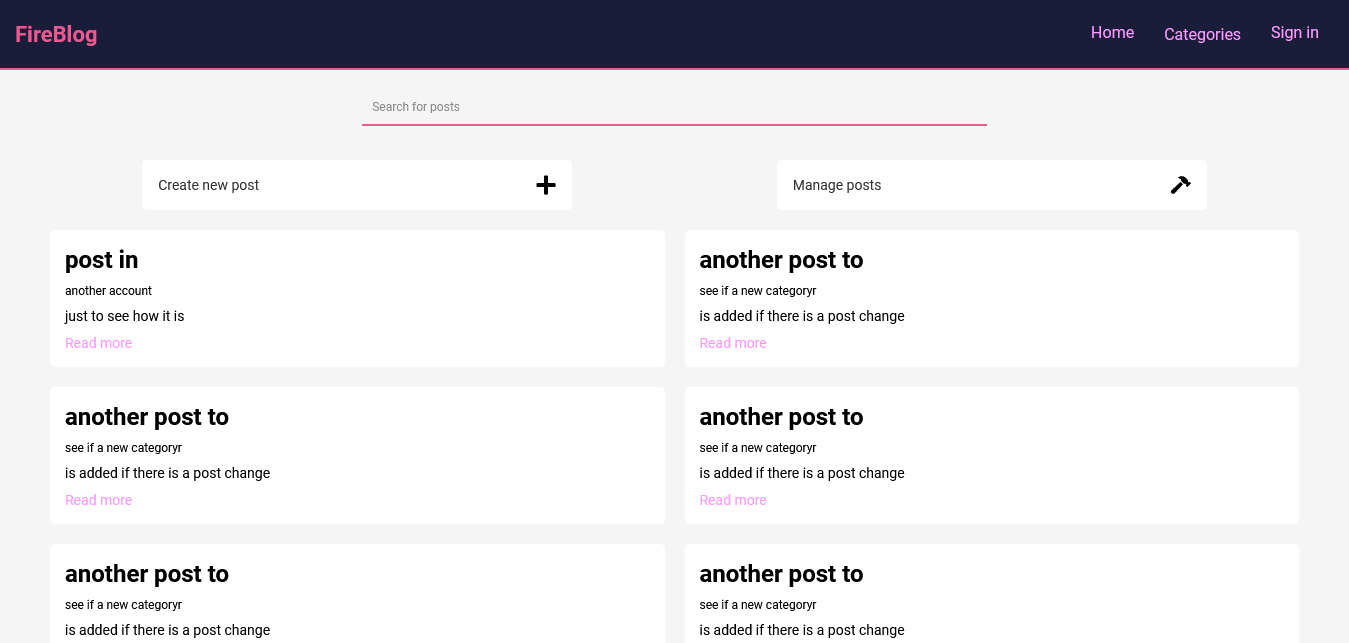 FireBlog
Home
Categories
Sign in
Search for posts
Create new post
Manage posts
post in
another account
just to see how it is
Read more
another post to
see if a new categoryr
is added if there is a post change
Read more
another post to
see if a new categoryr
is added if there is a post change
Read more
another post to
see if a new categoryr
is added if there is a post change
Read more
another post to
see if a new categoryr
is added if there is a post change
another post to
see if a new categoryr
is added if there is a post change